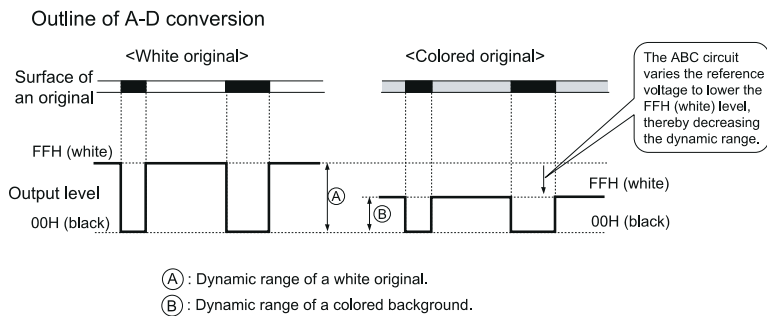 Outline of A-D conversion
<White original>
<Colored original>
Surface of
an original
The ABC circuit
varies the reference
voltage to lower the
FFH (white) level,
thereby decreasing
the dynamic range.
FFH (white)
A
FFH (white)
Output level
B
00H (black)
00H (black)
A : Dynamic range of a white original.
B : Dynamic range of a colored background.